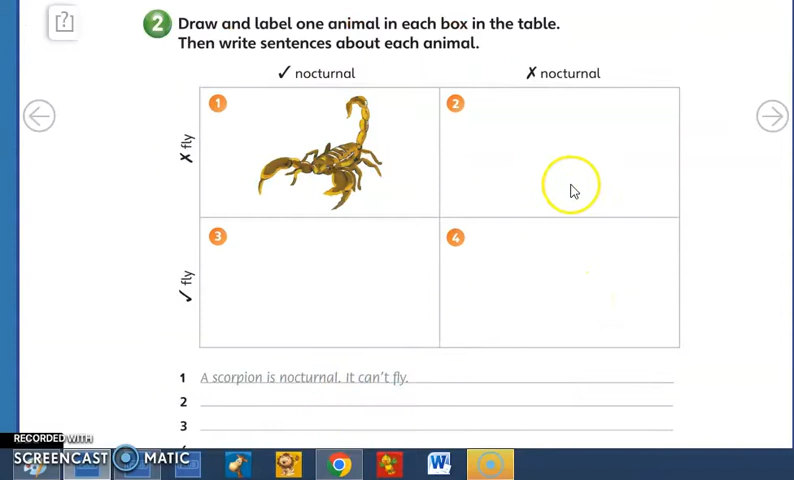 [?]
2 Draw and label one animal in each box in the table.
Then write sentences about each animal.
✓ nocturnal
✗ nocturnal
✗ fly
1
2
✓ fly
3
4
1 A scorpion is nocturnal. It can't fly.
2
3
RECORDED WITH
SCREENCAST MATIC
W